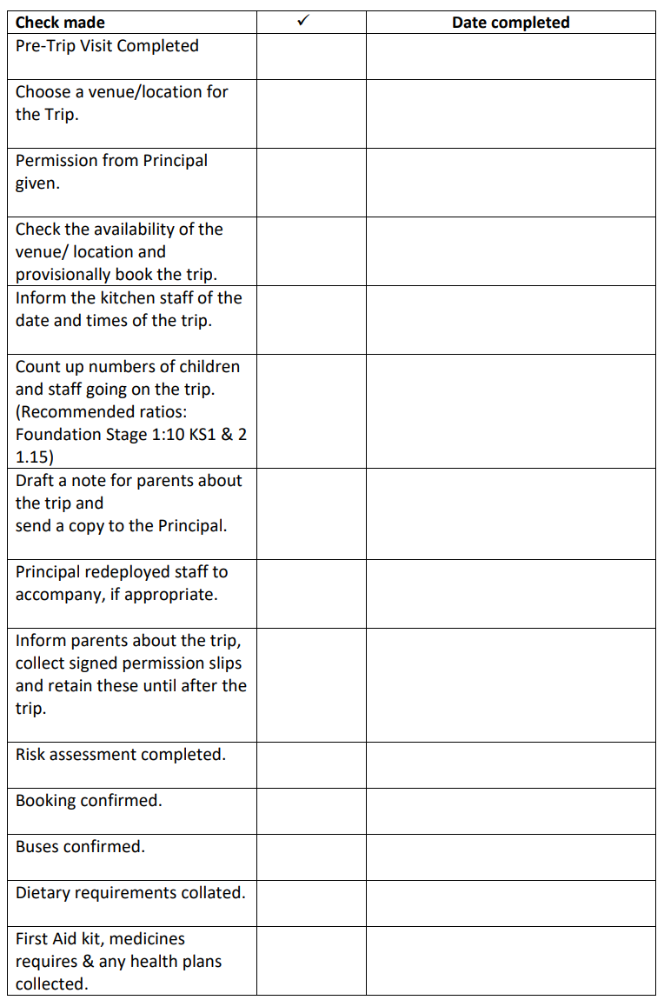 Check made ✓ Date completed
Pre-Trip Visit Completed
Choose a venue/location for
the Trip.
Permission from Principal
given.
Check the availability of the
venue/ location and
provisionally book the trip.
Inform the kitchen staff of the
date and times of the trip.
Count up numbers of children
and staff going on the trip.
(Recommended ratios:
Foundation Stage 1:10 KS1 & 2
1.15)
Draft a note for parents about
the trip and
send a copy to the Principal.
Principal redeployed staff to
accompany, if appropriate.
Inform parents about the trip,
collect signed permission slips
and retain these until after the
trip.
Risk assessment completed.
Booking confirmed.
Buses confirmed.
Dietary requirements collated.
First Aid kit, medicines
requires & any health plans
collected.